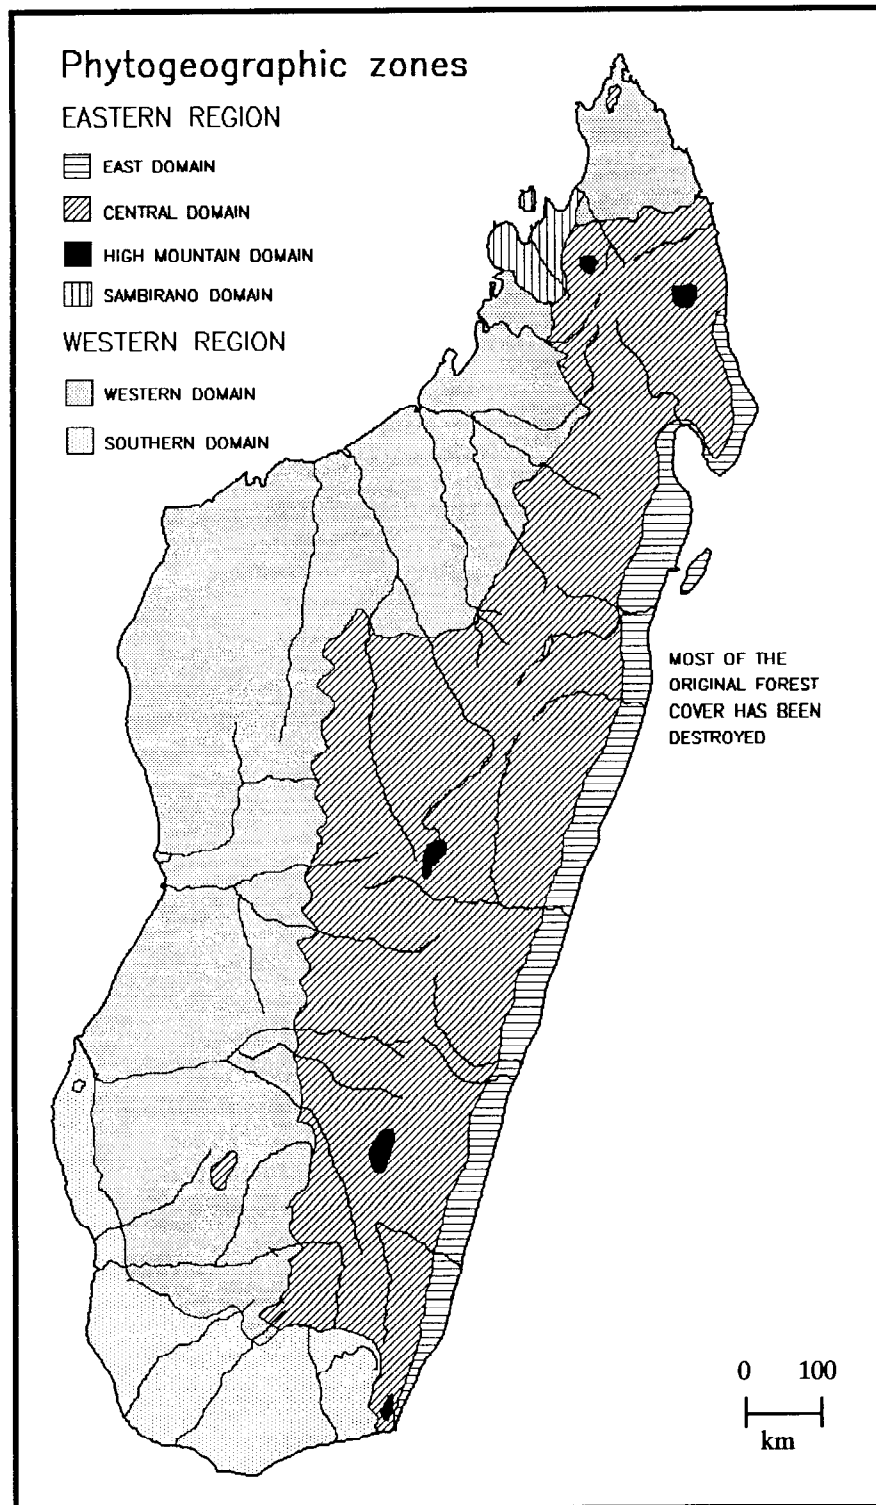 Phytogeographic zones
EASTERN REGION
EAST DOMAIN
CENTRAL DOMAIN
HIGH MOUNTAIN DOMAIN
SAMBIRANO DOMAIN
WESTERN REGION
WESTERN DOMAIN
SOUTHERN DOMAIN
MOST OF THE
ORIGINAL FOREST
COVER HAS BEEN
DESTROYED
0 100
km